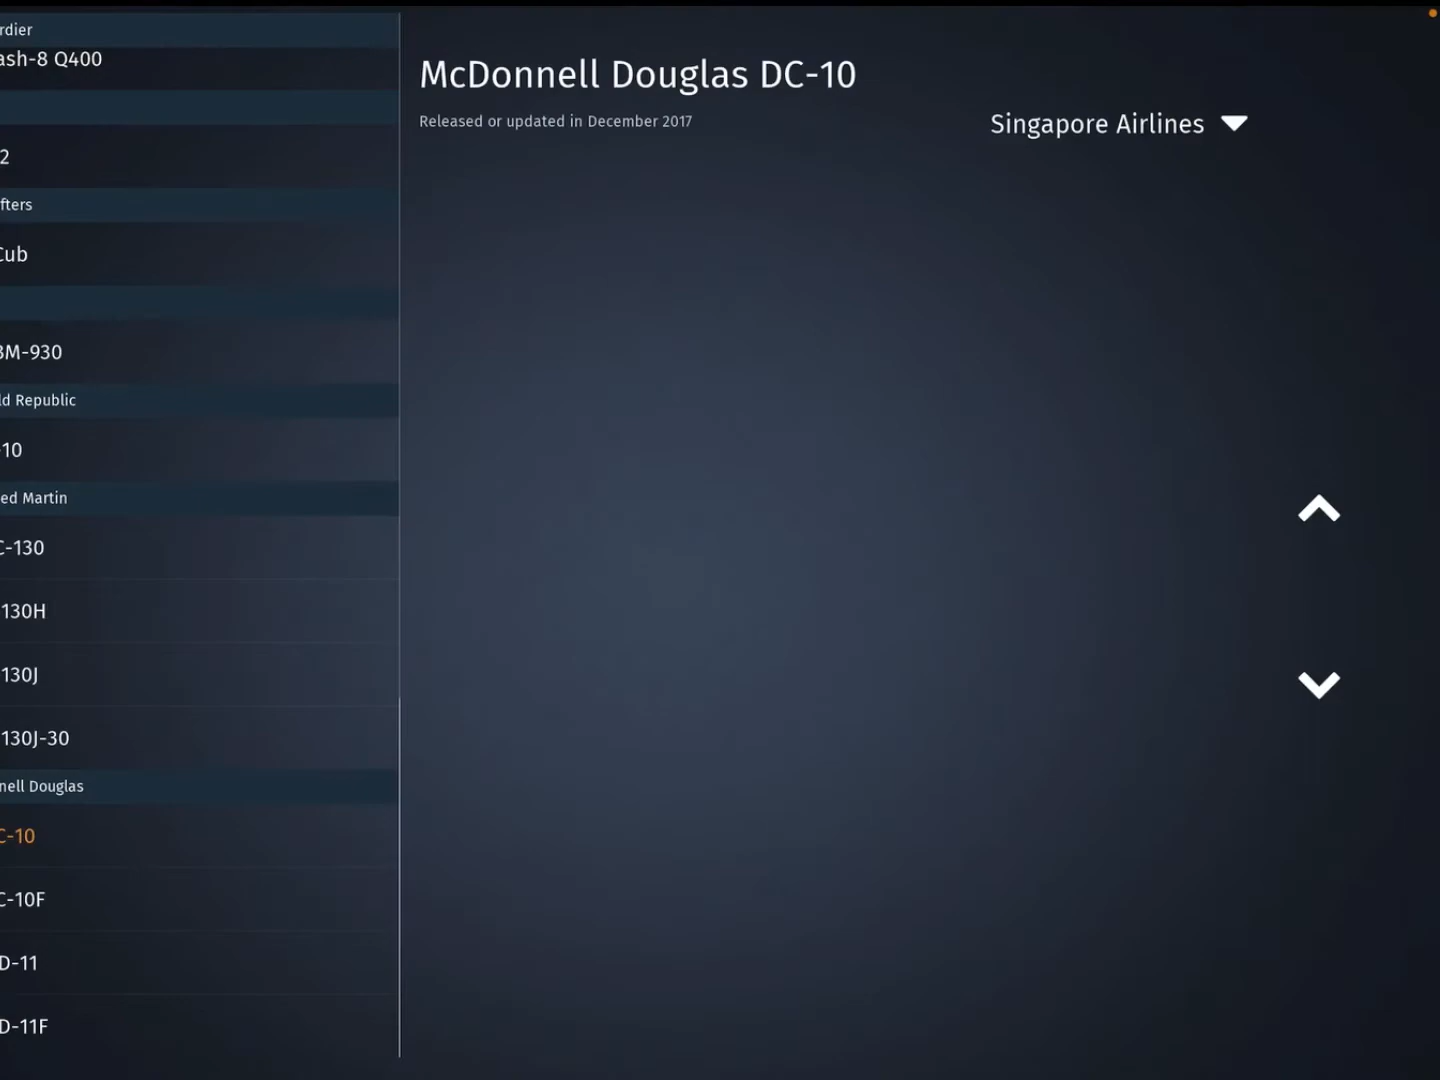 rdier
ash-8 Q400
2
fters
Cub
BM-930
ld Republic
-10
ed Martin
C-130
130H
130J
130J-30
nell Douglas
C-10
C-10F
D-11
D-11F
McDonnell Douglas DC-10
Released or updated in December 2017
Singapore Airlines